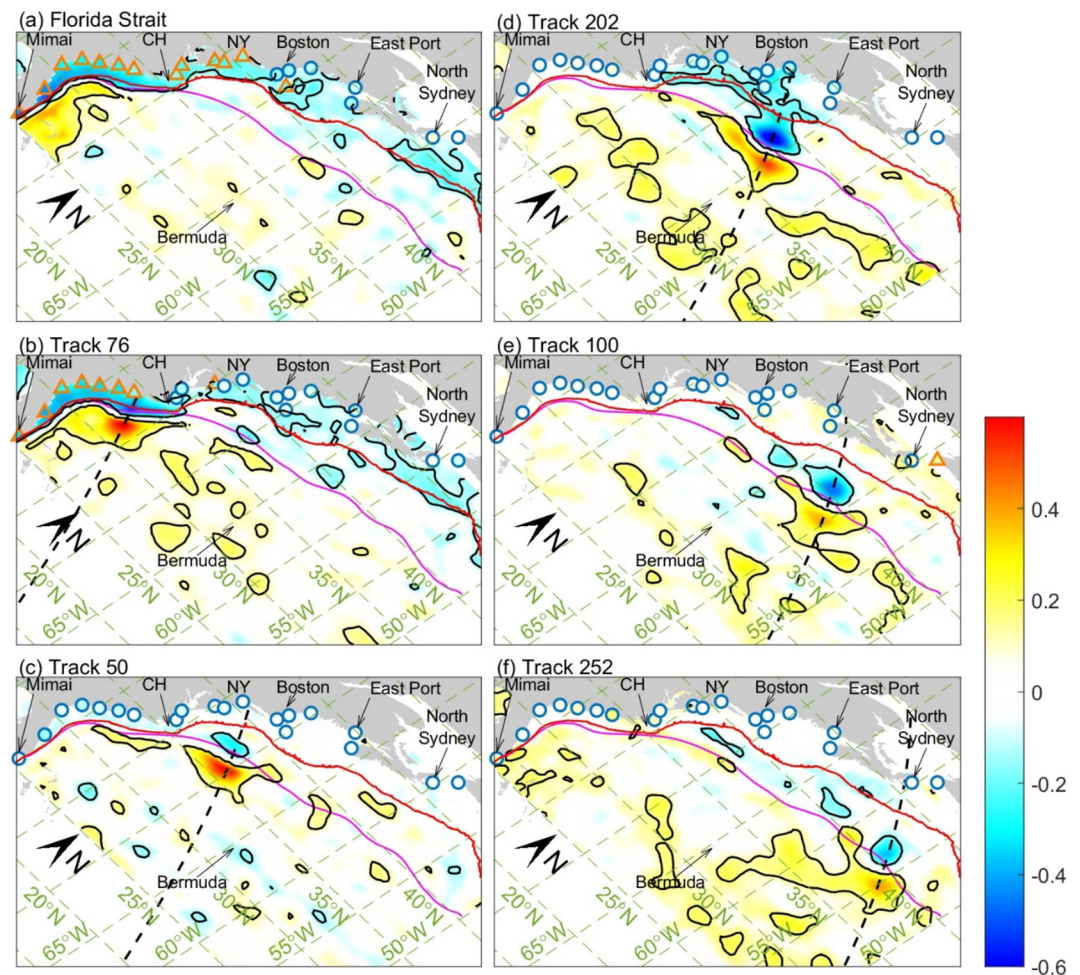 (a) Florida Strait
Mimai
CH
NY
Boston
East Port
North
Sydney
N
Bermuda
20°N
65°W
25°N
60°W
30°N
55°W
35°N
50°W
40°N
(d) Track 202
Mimai
CH
NY
Boston
East Port
North
Sydney
N
Bermuda
20°N
65°W
25°N
60°W
30°N
55°W
35°N
50°W
40°N
(b) Track 76
Mimai
CH
NY
Boston
East Port
North
Sydney
N
Bermuda
20°N
65°W
25°N
60°W
30°N
55°W
35°N
50°W
40°N
(e) Track 100
Mimai
CH
NY
Boston
East Port
North
Sydney
N
Bermuda
20°N
65°W
25°N
60°W
30°N
55°W
35°N
50°W
40°N
(c) Track 50
Mimai
CH
NY
Boston
East Port
North
Sydney
N
Bermuda
20°N
65°W
25°N
60°W
30°N
55°W
35°N
50°W
40°N
(f) Track 252
Mimai
CH
NY
Boston
East Port
North
Sydney
N
Bermuda
20°N
65°W
25°N
60°W
30°N
55°W
35°N
50°W
40°N
0.4
0.2
0
-0.2
-0.4
-0.6